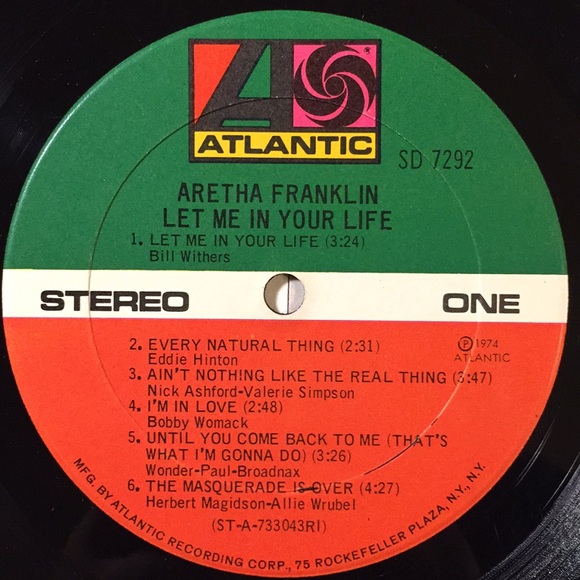 ATLANTIC
SD 7292
ARETHA FRANKLIN
LET ME IN YOUR LIFE
1. LET ME IN YOUR LIFE (3:24)
Bill Withers
STEREO ONE
2. EVERY NATURAL THING (2:31)
Eddie Hinton
℗ 1974
ATLANTIC
3. AIN'T NOTHING LIKE THE REAL THING (3:47)
Nick Ashford-Valerie Simpson
4. I'M IN LOVE (2:48)
Bobby Womack
5. UNTIL YOU COME BACK TO ME (THAT'S
WHAT I'M GONNA DO) (3:26)
Wonder-Paul-Broadnax
6. THE MASQUERADE IS OVER (4:27)
Herbert Magidson-Allie Wrubel
(ST-A-733043RI)
MFG. BY ATLANTIC RECORDING CORP., 75 ROCKEFELLER PLAZA, N.Y., N.Y.